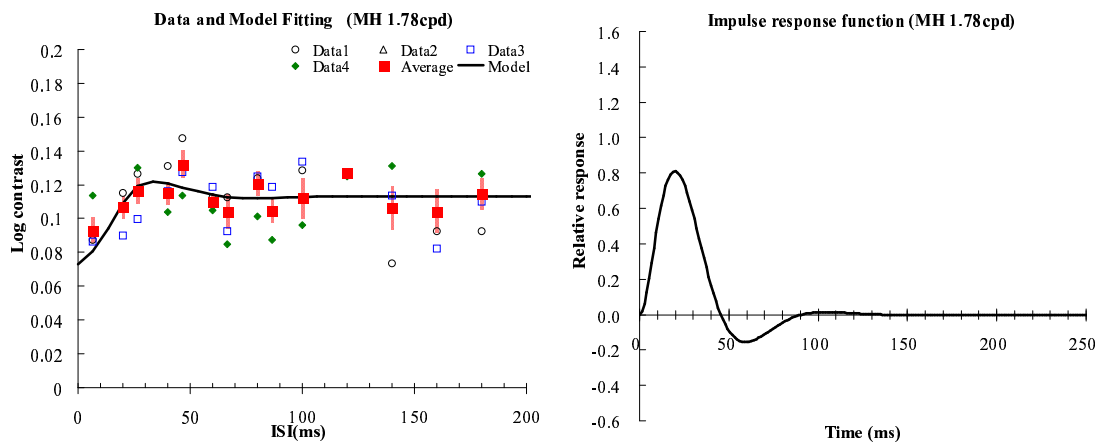 Data and Model Fitting (MH 1.78cpd)
Data1 Data2 Data3
Data4 Average Model
0.2
0.18
0.16
0.14
0.12
0.1
0.08
0.06
0.04
0.02
0
Log contrast
0 50 100 150 200
ISI(ms)
Impulse response function (MH 1.78cpd)
1.6
1.4
1.2
1.0
0.8
0.6
0.4
0.2
0.0
-0.2
-0.4
-0.6
Relative response
0 50 100 150 200 250
Time (ms)